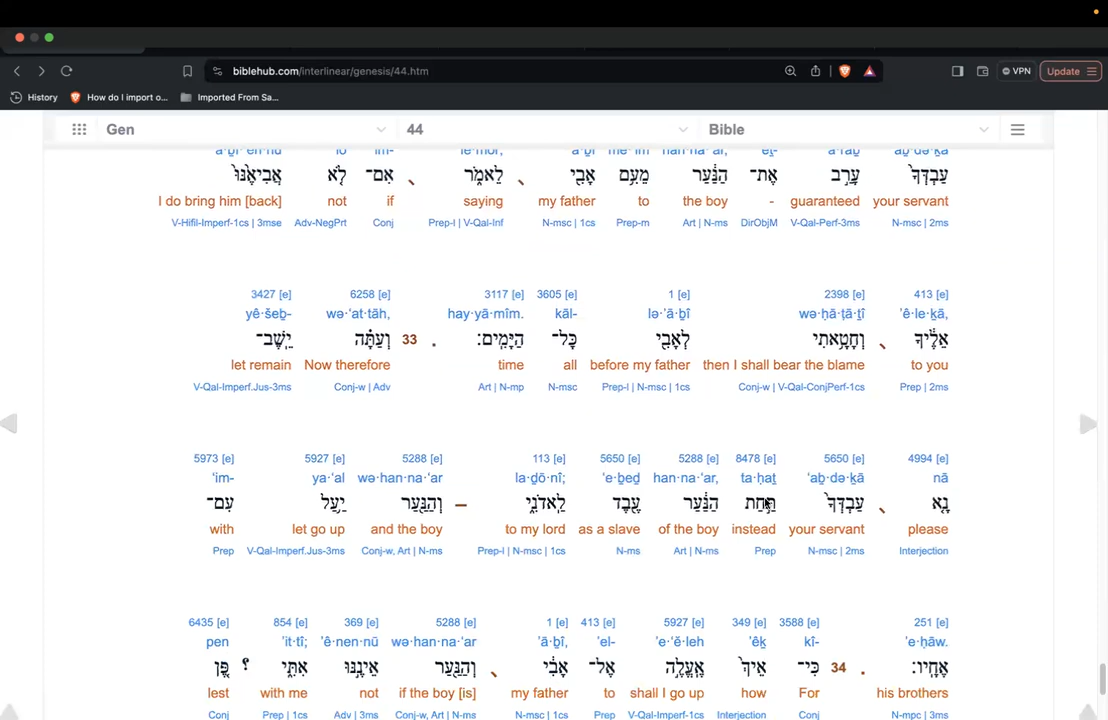 biblehub.com/interlinear/genesis/44.htm
VPN
Update
History
How do I import o...
Imported From Sa...
Gen 44 Bible
עַבְדְּךָ֙ עָרַ֣ב אֶת־ הַנַּ֔עַר מֵעִ֥ם אָבִ֖י ، לֵאמֹ֑ר ، אִם־ לֹ֤א אֲבִיאֶ֙נּוּ֙
I do bring him [back] not if saying my father to the boy - guaranteed your servant
V-Hifil-Imperf-1cs | 3mse Adv-NegPrt Conj Prep-l | V-Qal-Inf N-msc | 1cs Prep-m Art | N-ms DirObjM V-Qal-Perf-3ms N-msc | 2ms
3427 [e] 6258 [e] 3117 [e] 3605 [e] 1 [e] 2398 [e] 413 [e]
yê·šeḇ- wə·‘at·tāh, hay·yā·mîm. kāl- lə·’ā·ḇî wə·ḥā·ṭā·ṯî ’ê·le·ḵā,
אֵלֶ֔יךָ ، וְחָטָ֥אתִי לְאָבִ֖י כָּל־ הַיָּמִֽים׃ . 33 וְעַתָּ֗ה יֵֽשֶׁב־
let remain Now therefore time all before my father then I shall bear the blame to you
V-Qal-Imperf.Jus-3ms Conj-w | Adv Art | N-mp N-msc Prep-l | N-msc | 1cs Conj-w | V-Qal-ConjPerf-1cs Prep | 2ms
5973 [e] 5927 [e] 5288 [e] 113 [e] 5650 [e] 5288 [e] 8478 [e] 5650 [e] 4994 [e]
‘im- ya·‘al wə·han·na·‘ar la·ḏō·nî; ‘e·ḇeḏ han·na·‘ar, ta·ḥaṯ ‘aḇ·də·ḵā nā
נָ֤א ، עַבְדְּךָ֙ תַּ֣חַת הַנַּ֔עַר עֶ֖בֶד לַֽאדֹנִ֑י – וְהַנַּ֖עַר יַ֥עַל עִם־
with let go up and the boy to my lord as a slave of the boy instead your servant please
Prep V-Qal-Imperf.Jus-3ms Conj-w, Art | N-ms Prep-l | N-msc | 1cs N-ms Art | N-ms Prep N-msc | 2ms Interjection
6435 [e] 854 [e] 369 [e] 5288 [e] 1 [e] 413 [e] 5927 [e] 349 [e] 3588 [e] 251 [e]
pen ’it·tî; ’ê·nen·nū wə·han·na·‘ar ’ā·ḇî, ’el- ’e·‘ĕ·leh ’êḵ kî- ’e·ḥāw.
אֶחָֽיו׃ . 34 כִּי־ אֵיךְ֙ אֶֽעֱלֶ֣ה אֶל־ אָבִ֔י ، וְהַנַּ֖עַר אֵינֶ֣נּוּ אִתִּ֑י ؟ פֶּ֚ן
lest with me not if the boy [is] my father to shall I go up how For his brothers
Conj Prep | 1cs Adv | 3ms Conj-w, Art | N-ms N-msc | 1cs Prep V-Qal-Imperf-1cs Interjection Conj N-mpc | 3ms